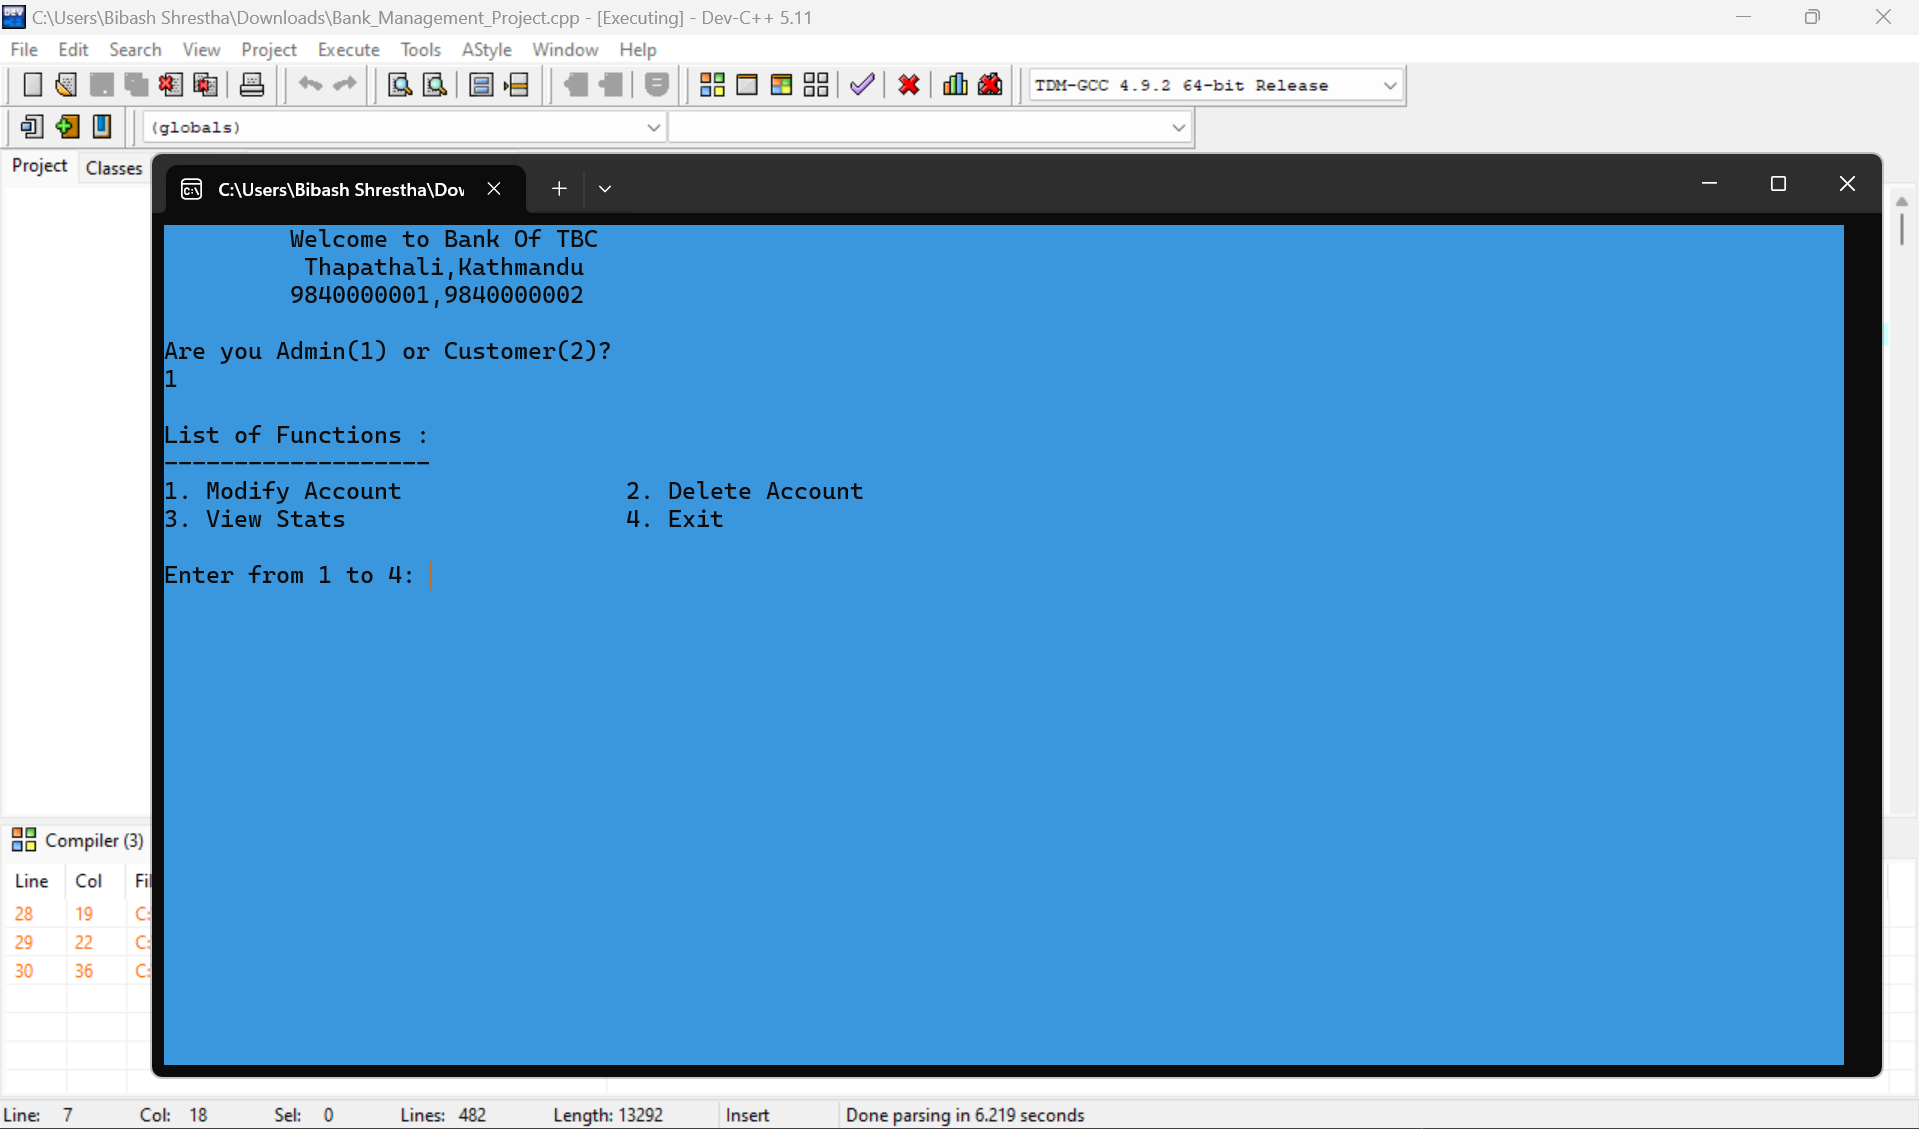 C:\Users\Bibash Shrestha\Downloads\Bank_Management_Project.cpp - [Executing] - Dev-C++ 5.11
File Edit Search View Project Execute Tools AStyle Window Help
TDM-GCC 4.9.2 64-bit Release
(globals)
Project Classes
C:\Users\Bibash Shrestha\Dov
Welcome to Bank Of TBC
Thapathali,Kathmandu
9840000001,9840000002
Are you Admin(1) or Customer(2)?
1
List of Functions :
-------------------
1. Modify Account 2. Delete Account
3. View Stats 4. Exit
Enter from 1 to 4:
Compiler (3)
Line Col Fil
28 19 C:
29 22 C:
30 36 C:
Line: 7 Col: 18 Sel: 0 Lines: 482 Length: 13292 Insert Done parsing in 6.219 seconds